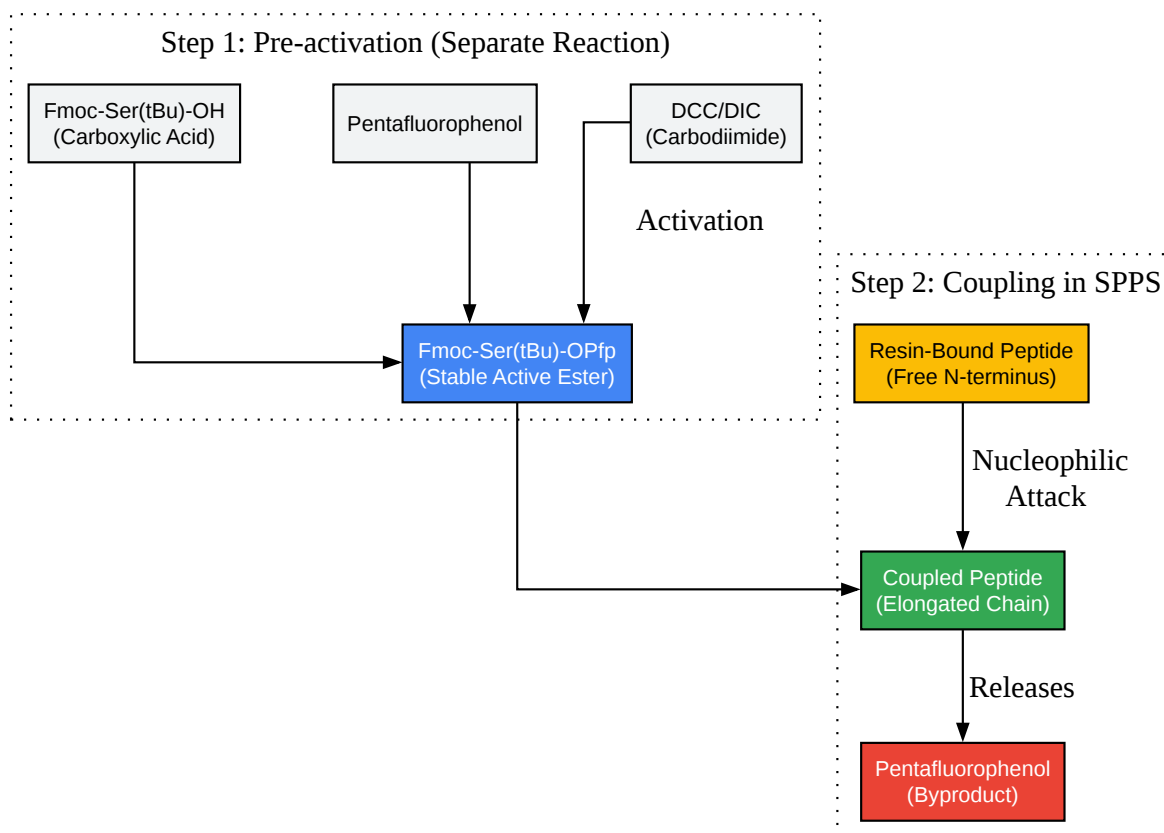 Step 1: Pre-activation (Separate Reaction)
Fmoc-Ser(tBu)-OH
(Carboxylic Acid)
Pentafluorophenol
DCC/DIC
(Carbodiimide)
Activation
Fmoc-Ser(tBu)-OPfp
(Stable Active Ester)
Step 2: Coupling in SPPS
Resin-Bound Peptide
(Free N-terminus)
Nucleophilic
Attack
Coupled Peptide
(Elongated Chain)
Releases
Pentafluorophenol
(Byproduct)